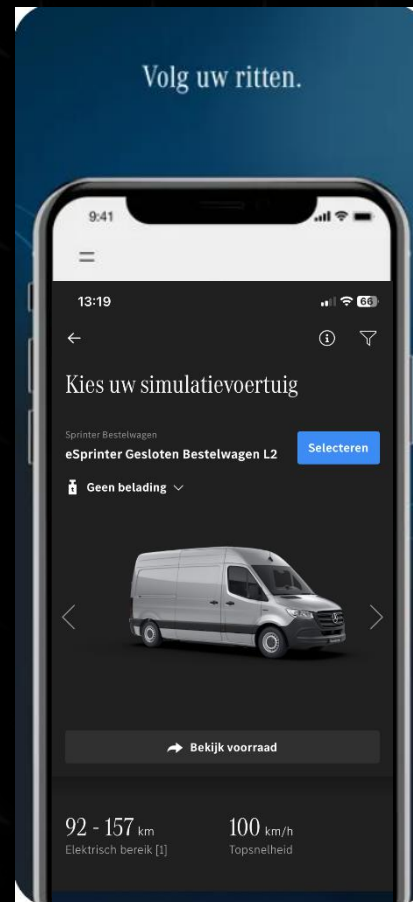 Volg uw ritten.
9:41
13:19
66
Kies uw simulatievoertuig
Sprinter Bestelwagen
eSprinter Gesloten Bestelwagen L2
Selecteren
t Geen belading
Bekijk voorraad
92 - 157 km
100 km/h
Elektrisch bereik [1]
Topsnelheid